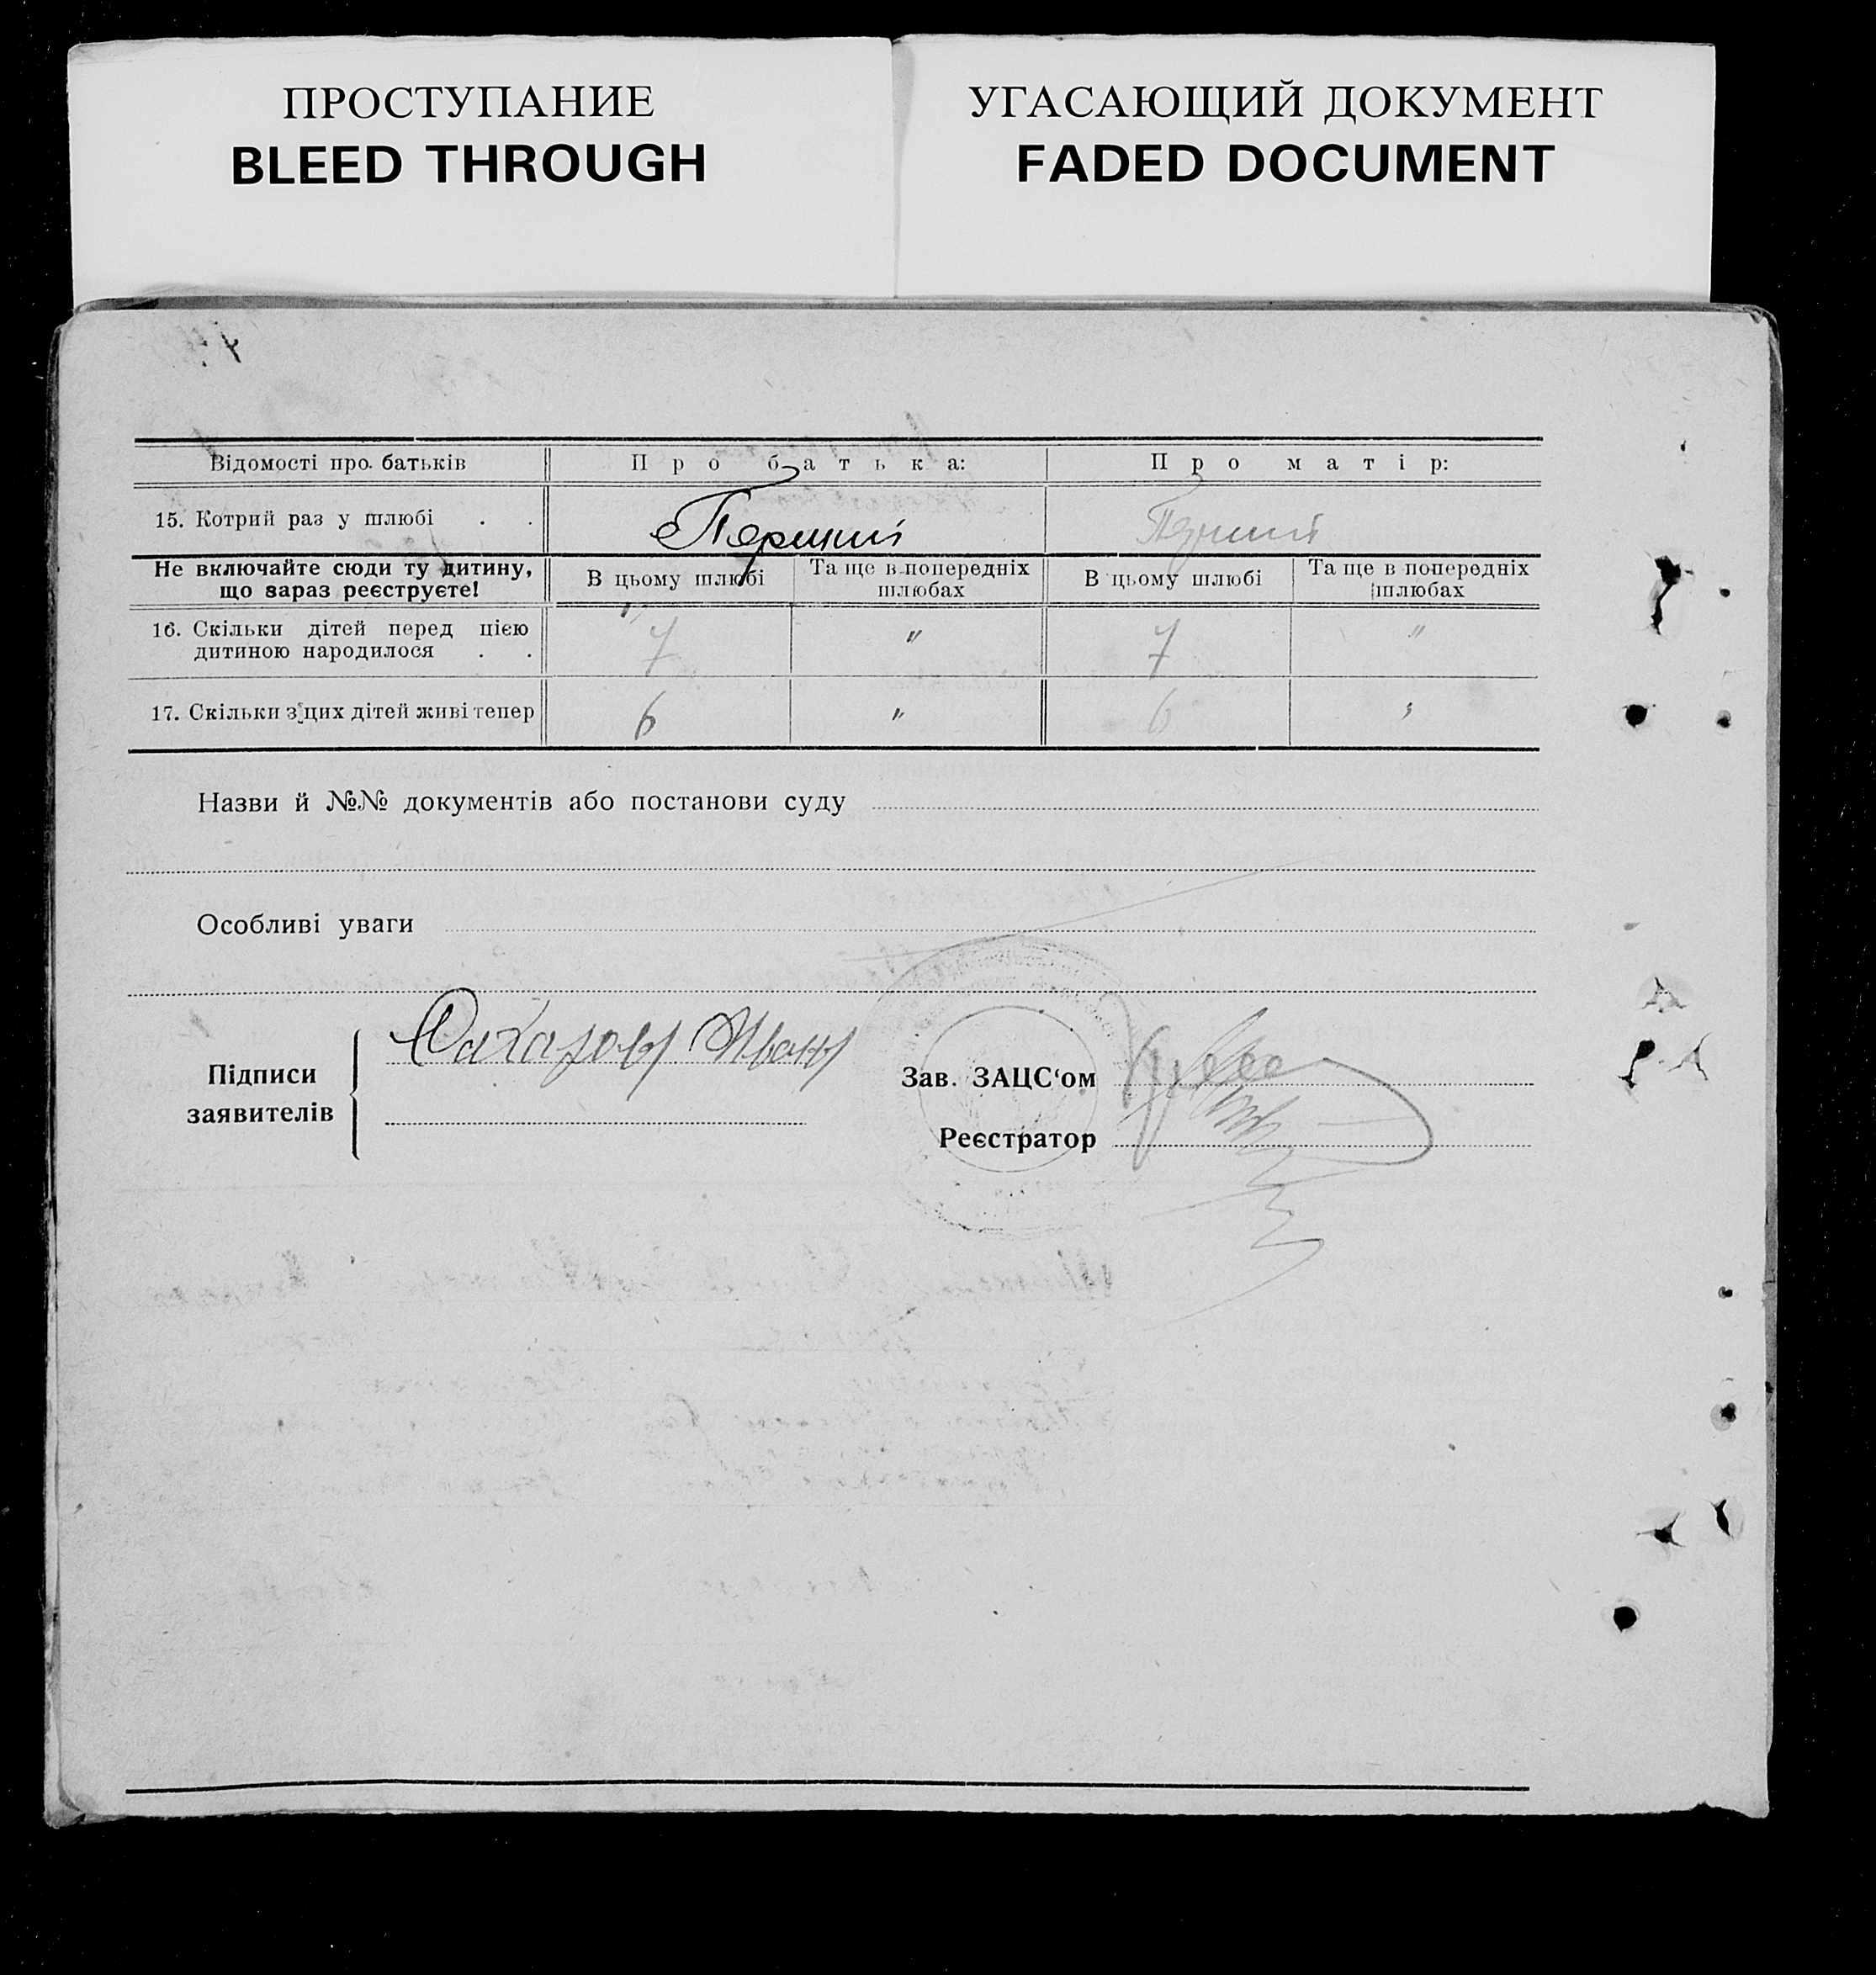 ПРОСТУПАНИЕ
BLEED THROUGH
УГАСАЮЩИЙ ДОКУМЕНТ
FADED DOCUMENT
Відомості про батьків
Про батька:
Про матір:
15. Котрий раз у шлюбі . .
Перший
Не включайте сюди ту дитину,
що зараз реєструєте!
В цьому шлюбі
Та ще в попередніх
шлюбах
В цьому шлюбі
Та ще в попередніх
шлюбах
16. Скільки дітей перед цією
дитиною народилося . .
7
"
7
"
17. Скільки з цих дітей живі тепер
6
"
6
"
Назви й №№ документів або постанови суду
Особливі уваги
Підписи
заявителів
Сахаров Иван
Зав. ЗАЦС‘ом
Реєстратор